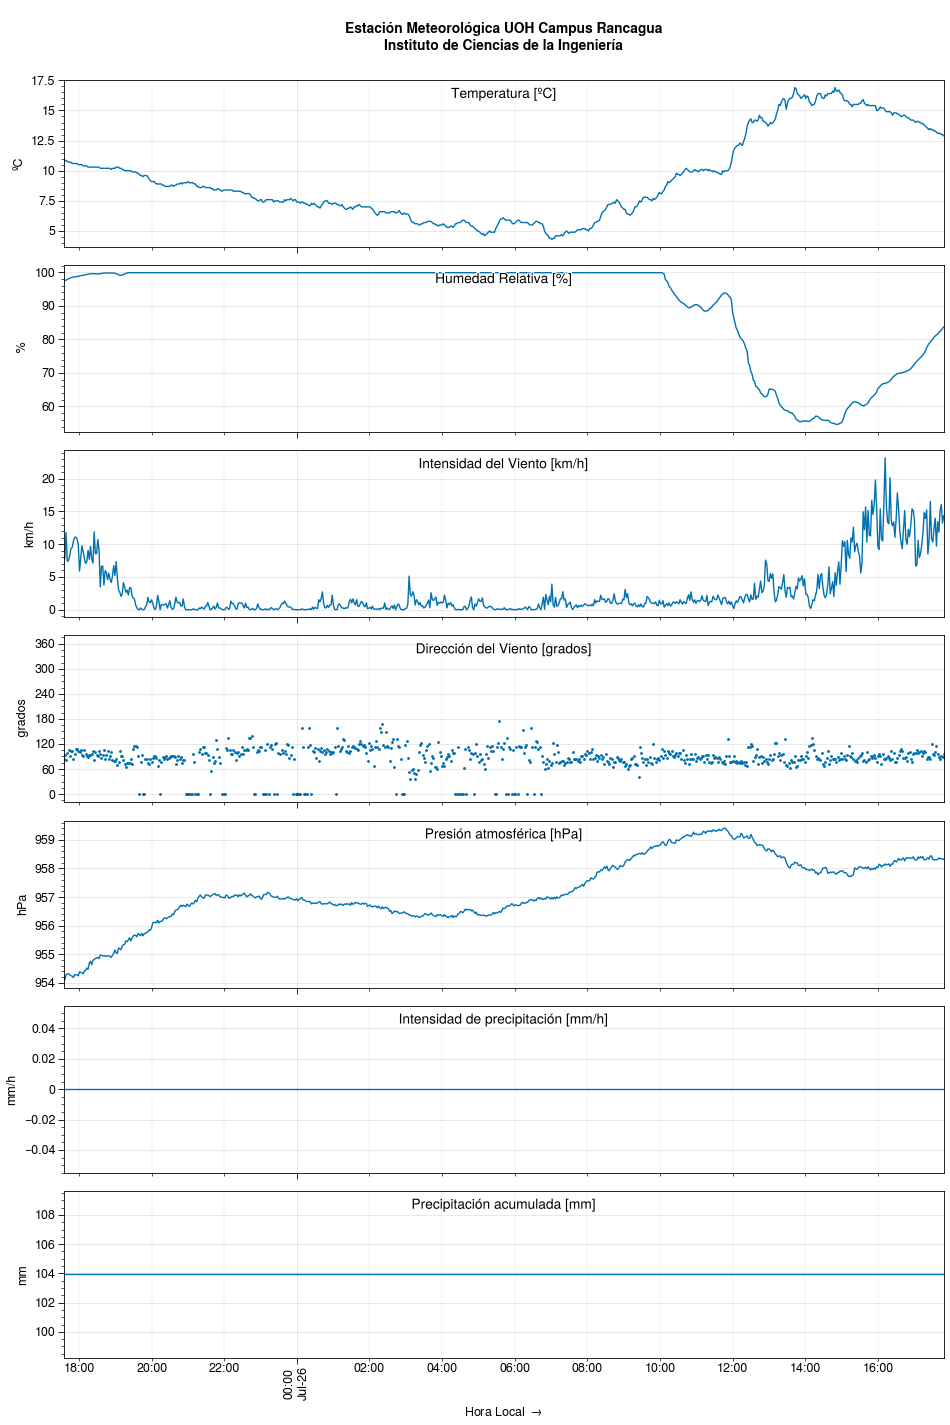 Estación Meteorológica UOH Campus Rancagua
Instituto de Ciencias de la Ingeniería
Temperatura [ºC]
ºC
17.5
15
12.5
10
7.5
5
Humedad Relativa [%]
%
100
90
80
70
60
Intensidad del Viento [km/h]
km/h
20
15
10
5
0
Dirección del Viento [grados]
grados
360
300
240
180
120
60
0
Presión atmosférica [hPa]
hPa
959
958
957
956
955
954
Intensidad de precipitación [mm/h]
mm/h
0.04
0.02
0
−0.02
−0.04
Precipitación acumulada [mm]
mm
108
106
104
102
100
18:00 20:00 22:00 00:00 02:00 04:00 06:00 08:00 10:00 12:00 14:00 16:00
Jul-26
Hora Local →